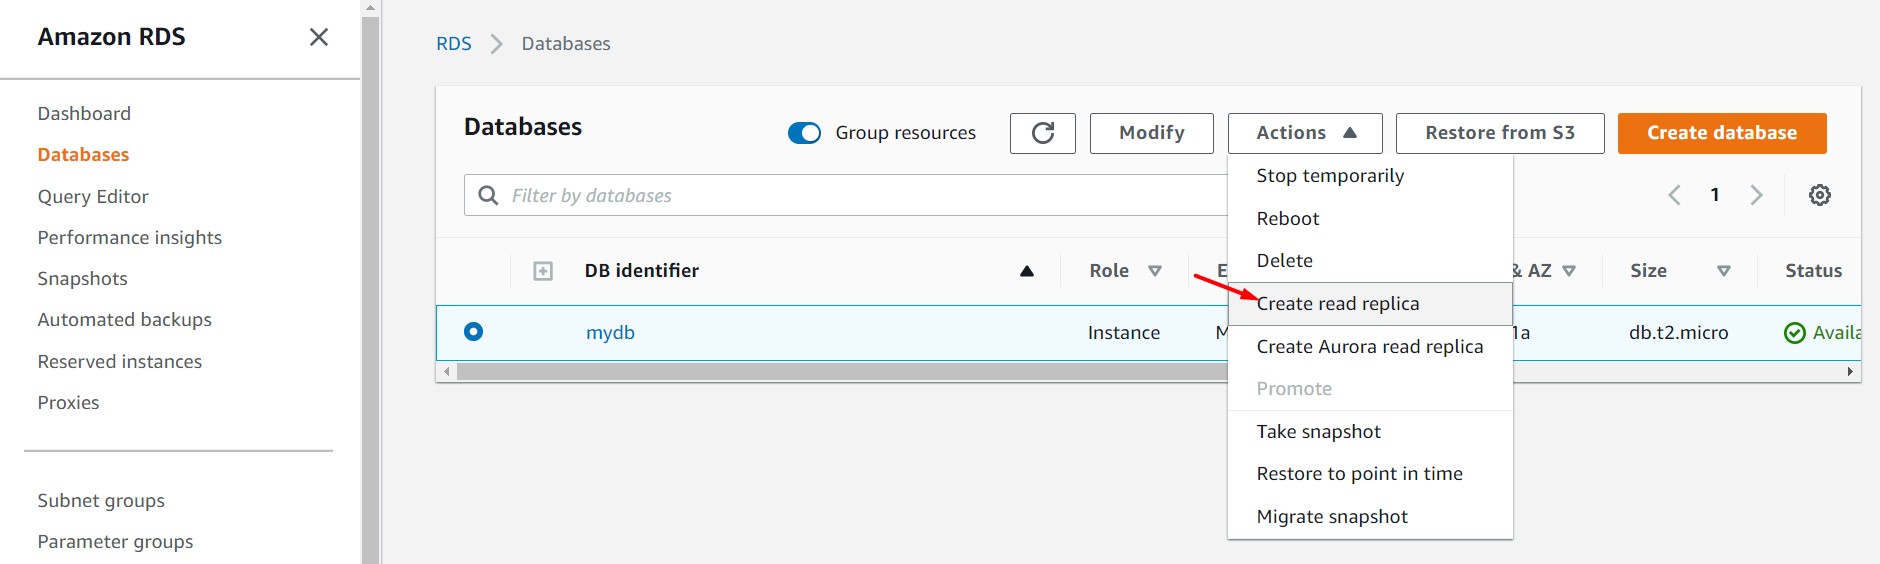 Amazon RDS
Dashboard
Databases
Query Editor
Performance insights
Snapshots
Automated backups
Reserved instances
Proxies
Subnet groups
Parameter groups
RDS > Databases
Databases
Group resources
Modify
Actions
Restore from S3
Create database
Filter by databases
1
DB identifier
Role
& AZ
Size
Status
mydb
Instance
1a
db.t2.micro
Stop temporarily
Reboot
Delete
Create read replica
Create Aurora read replica
Promote
Take snapshot
Restore to point in time
Migrate snapshot